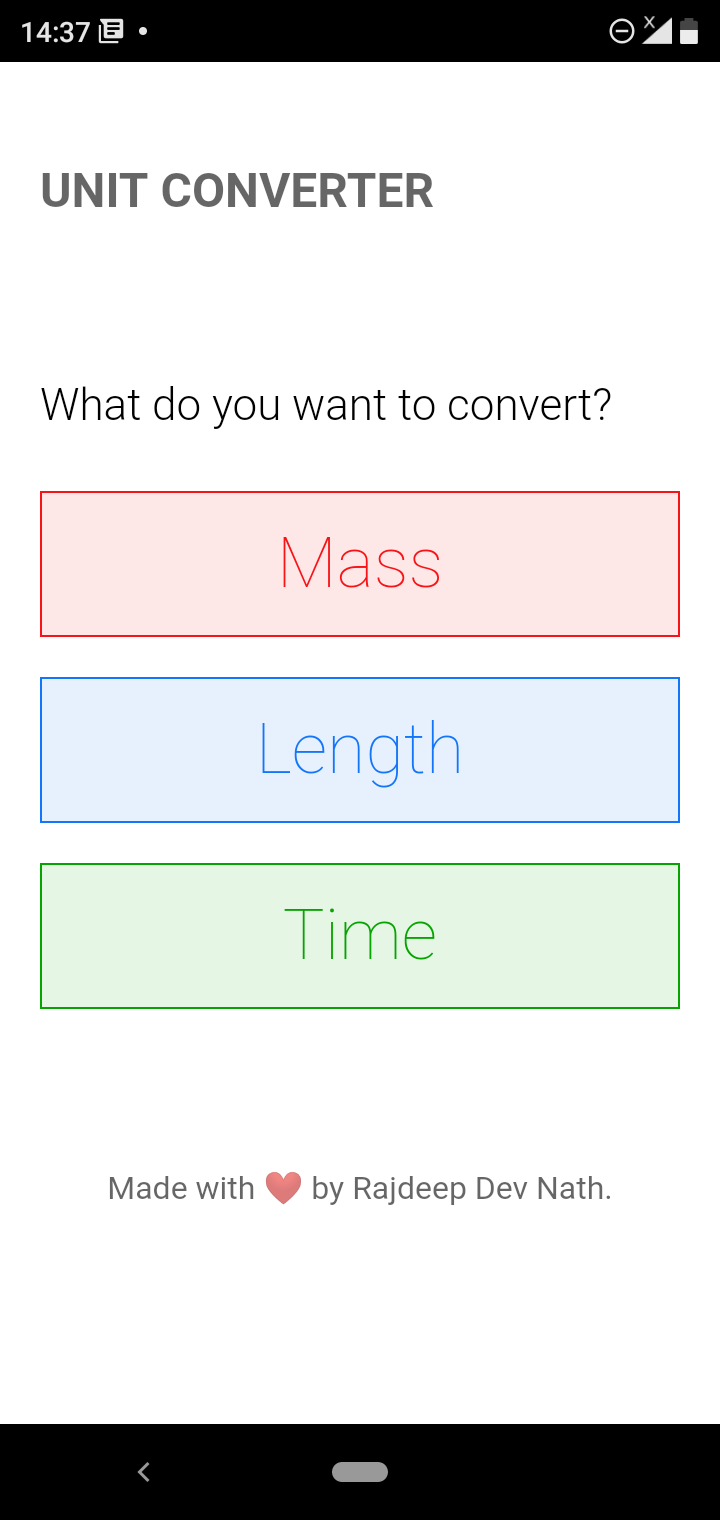 14:37
UNIT CONVERTER
What do you want to convert?
Mass
Length
Time
Made with ❤️ by Rajdeep Dev Nath.